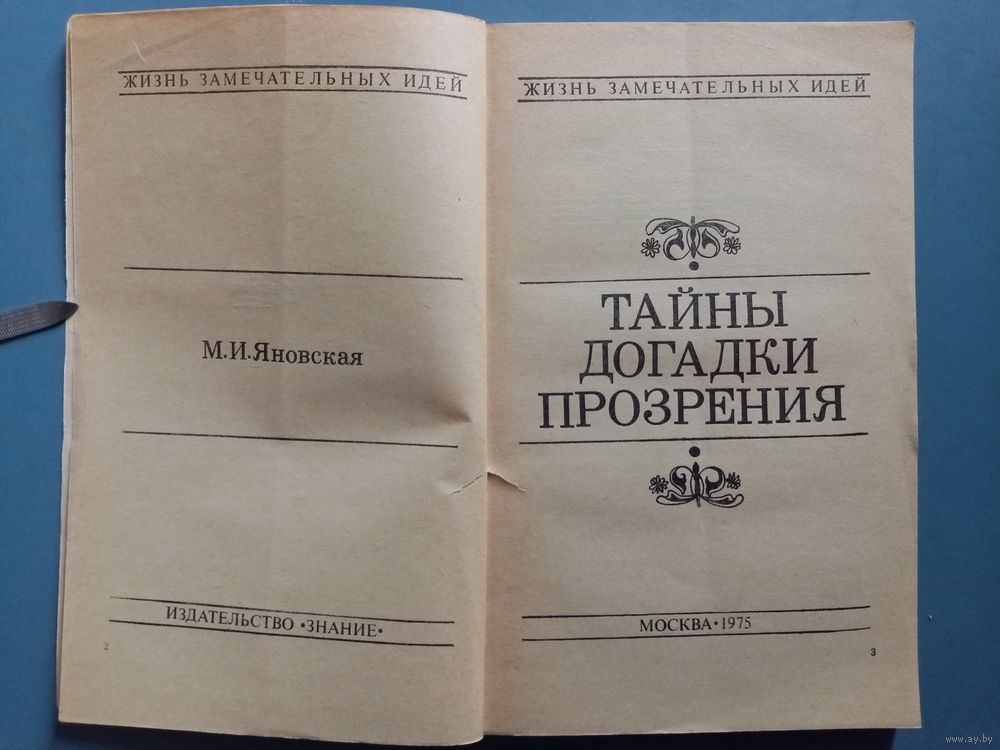 ЖИЗНЬ ЗАМЕЧАТЕЛЬНЫХ ИДЕЙ
М.И.Яновская
ИЗДАТЕЛЬСТВО •ЗНАНИЕ•
2
ЖИЗНЬ ЗАМЕЧАТЕЛЬНЫХ ИДЕЙ
ТАЙНЫ
ДОГАДКИ
ПРОЗРЕНИЯ
МОСКВА•1975
3
www.ay.by